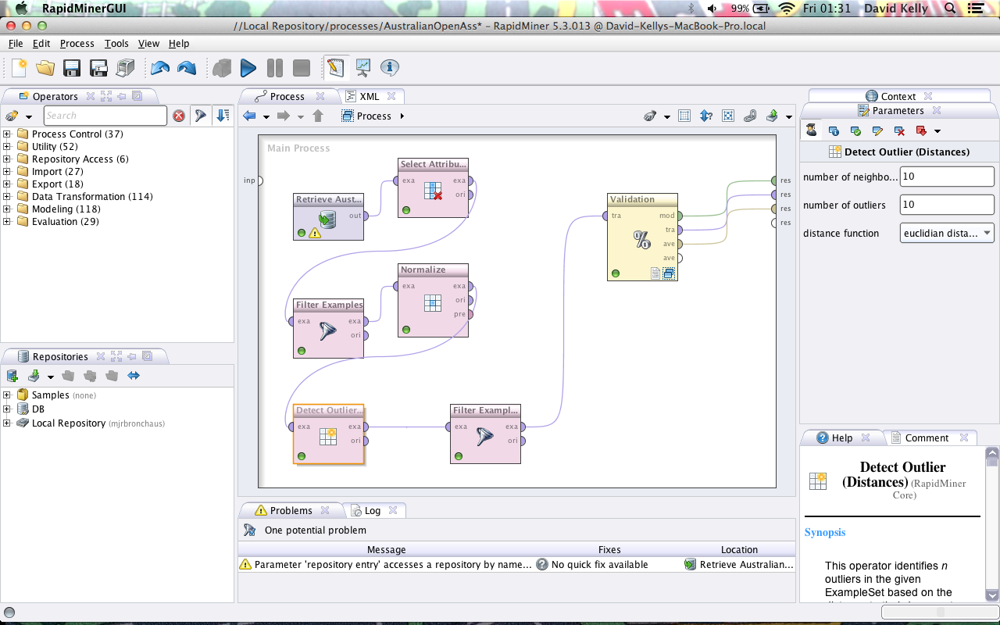 RapidMinerGUI
99%
Fri 01:31
David Kelly
//Local Repository/processes/AustralianOpenAss* – RapidMiner 5.3.013 @ David-Kellys-MacBook-Pro.local
File Edit Process Tools View Help
Operators
Search
Process Control (37)
Utility (52)
Repository Access (6)
Import (27)
Export (18)
Data Transformation (114)
Modeling (118)
Evaluation (29)
Repositories
Samples (none)
DB
Local Repository (mjrbronchaus)
Process
XML
Process
Main Process
inp
Retrieve Aust...
out
Select Attribu...
exa exa
ori
Filter Examples
exa exa
ori
Normalize
exa exa
ori
pre
Detect Outlier...
exa exa
ori
Filter Exampl...
exa exa
ori
Validation
tra mod
tra
ave
ave
%
res
res
res
res
Problems
Log
One potential problem
Message Fixes Location
Parameter 'repository entry' accesses a repository by name... No quick fix available Retrieve Australian...
Context
Parameters
Detect Outlier (Distances)
number of neighbo... 10
number of outliers 10
distance function euclidian dista...
Help
Comment
Detect Outlier
(Distances) (RapidMiner
Core)
Synopsis
This operator identifies n
outliers in the given
ExampleSet based on the